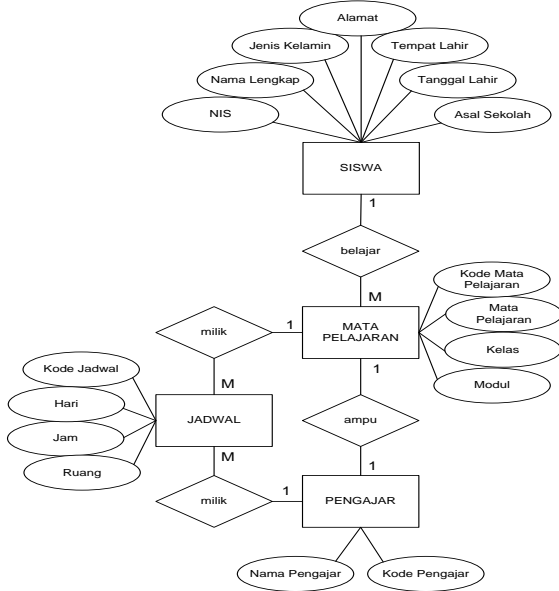 Alamat
Jenis Kelamin
Tempat Lahir
Nama Lengkap
Tanggal Lahir
NIS
Asal Sekolah
SISWA
1
belajar
M
Kode Mata
Pelajaran
milik
1
MATA
PELAJARAN
Mata
Pelajaran
Kelas
Modul
1
Kode Jadwal
M
Hari
JADWAL
ampu
Jam
M
Ruang
1
milik
1
PENGAJAR
Nama Pengajar
Kode Pengajar